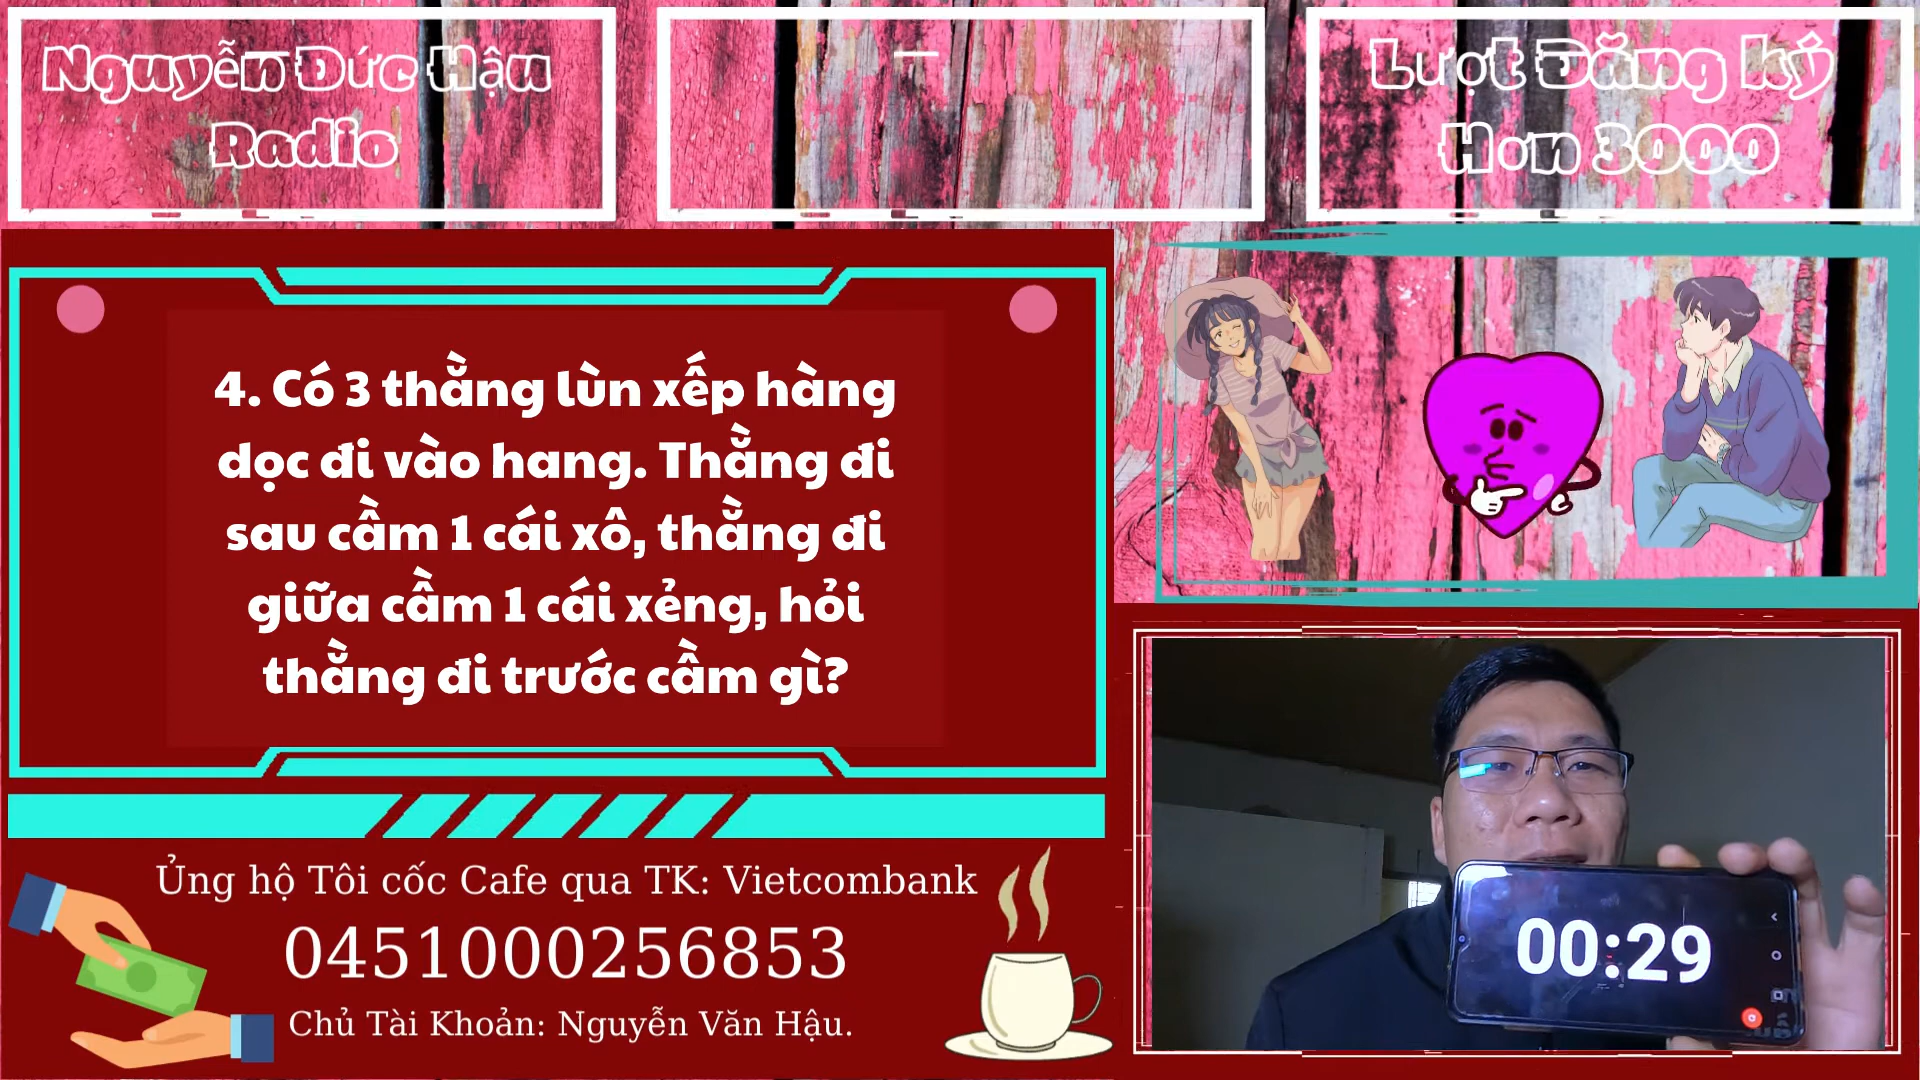 Nguyễn Đức Hậu
Radio
Lượt Đăng ký
Hơn 3000
4. Có 3 thằng lùn xếp hàng
dọc đi vào hang. Thằng đi
sau cầm 1 cái xô, thằng đi
giữa cầm 1 cái xẻng, hỏi
thằng đi trước cầm gì?
Ủng hộ Tôi cốc Cafe qua TK: Vietcombank
0451000256853
Chủ Tài Khoản: Nguyễn Văn Hậu.
00:29